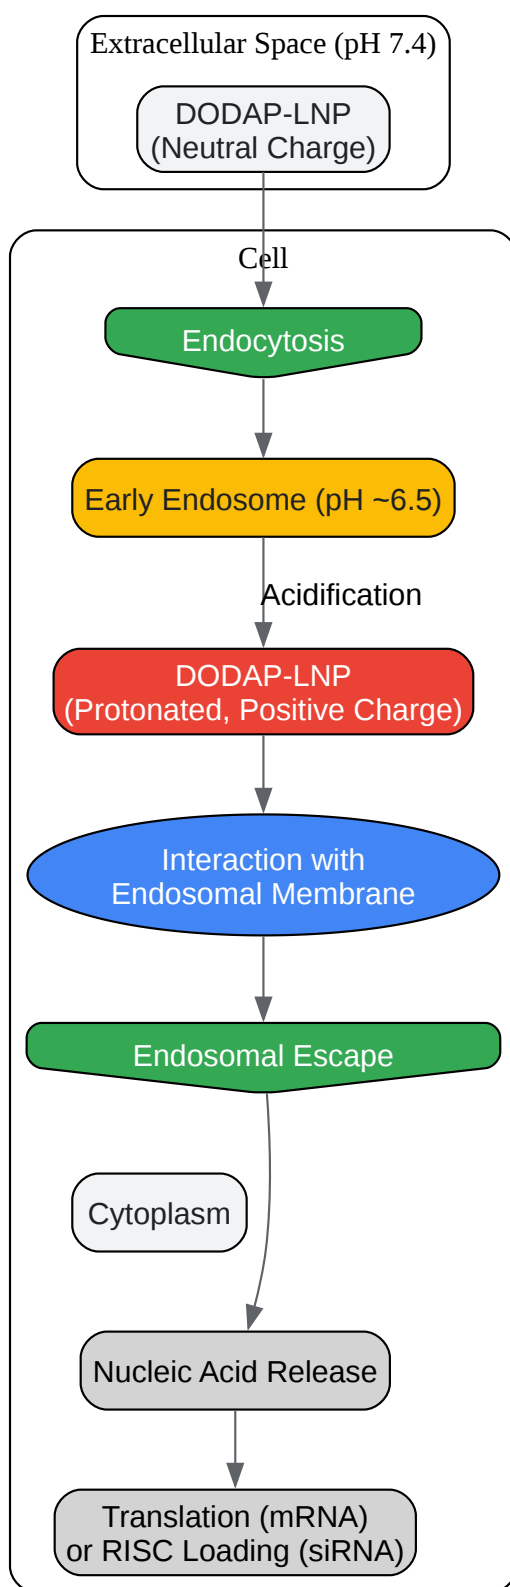 Extracellular Space (pH 7.4)
DODAP-LNP
(Neutral Charge)
Cell
Endocytosis
Early Endosome (pH ~6.5)
Acidification
DODAP-LNP
(Protonated, Positive Charge)
Interaction with
Endosomal Membrane
Endosomal Escape
Cytoplasm
Nucleic Acid Release
Translation (mRNA)
or RISC Loading (siRNA)